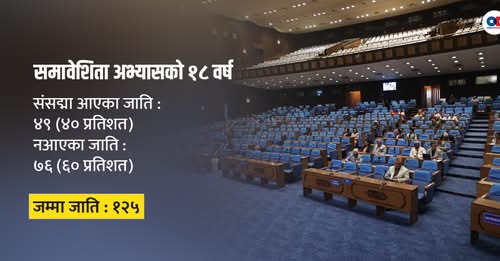 समावेशिता अभ्यासको १८ वर्ष
संसद्मा आएका जाति :
४९ (४० प्रतिशत)
नआएका जाति :
७६ (६० प्रतिशत)
जम्मा जाति : १२५